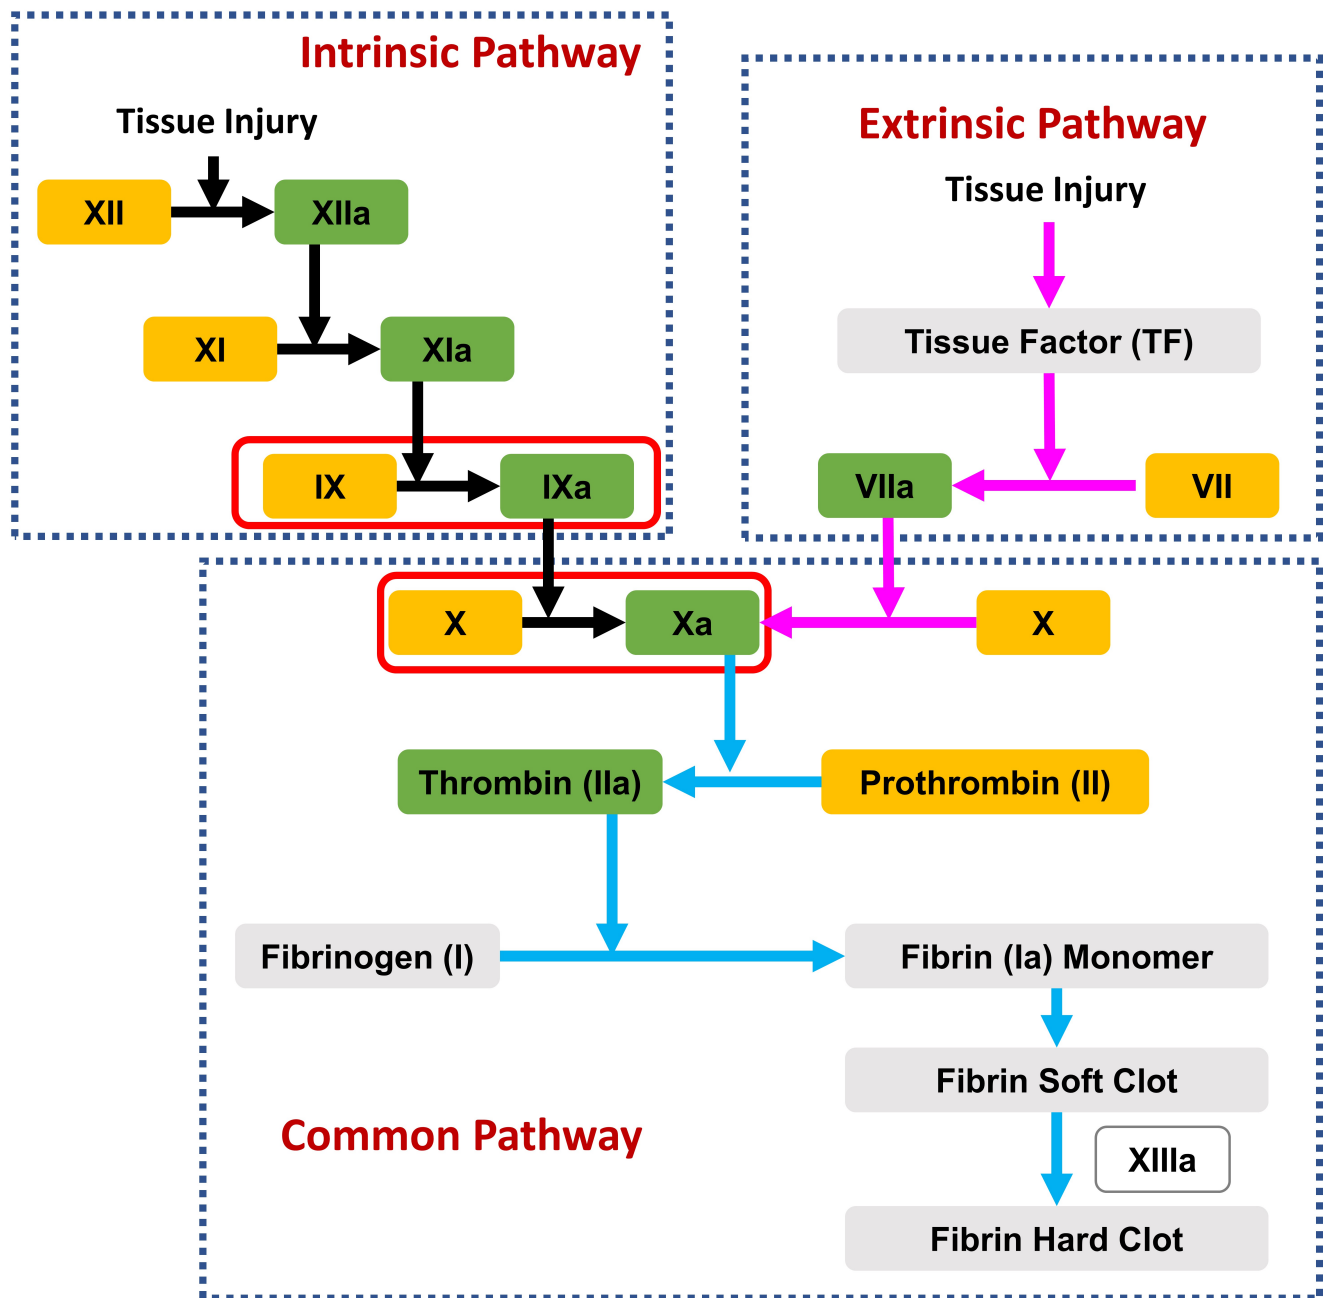 Intrinsic Pathway
Tissue Injury
XII
XIIa
XI
XIa
IX
IXa
Extrinsic Pathway
Tissue Injury
Tissue Factor (TF)
VIIa
VII
X
Xa
X
Thrombin (IIa)
Prothrombin (II)
Fibrinogen (I)
Fibrin (Ia) Monomer
Fibrin Soft Clot
Common Pathway
XIIIa
Fibrin Hard Clot